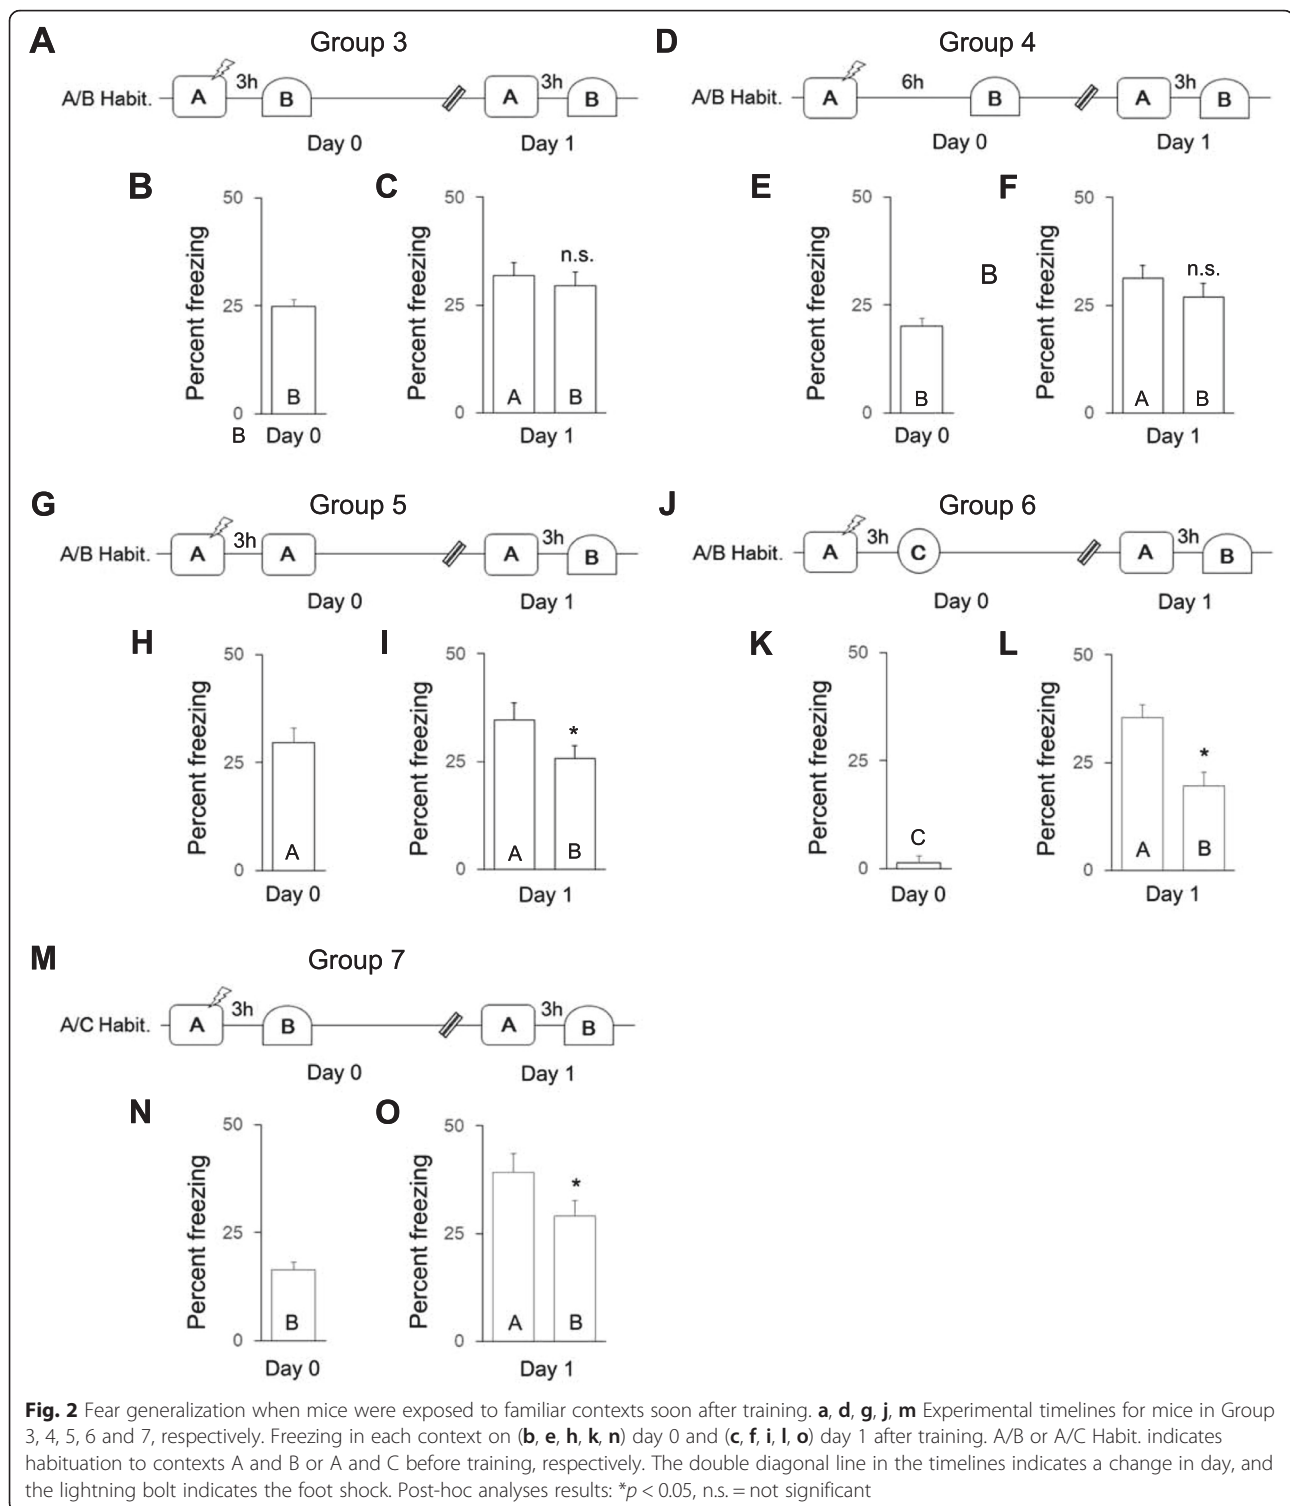 A Group 3
A/B Habit. A 3h B A 3h B
Day 0 Day 1
B
50
25
0
Percent freezing
B
B Day 0
C
50
25
0
Percent freezing
n.s.
A B
Day 1
D Group 4
A/B Habit. A 6h B A 3h B
Day 0 Day 1
E
50
25
0
Percent freezing
B
Day 0
B
F
50
25
0
Percent freezing
n.s.
A B
Day 1
G Group 5
A/B Habit. A 3h A A 3h B
Day 0 Day 1
H
50
25
0
Percent freezing
A
Day 0
I
50
25
0
Percent freezing
*
A B
Day 1
J Group 6
A/B Habit. A 3h C A 3h B
Day 0 Day 1
K
50
25
0
Percent freezing
C
Day 0
L
50
25
0
Percent freezing
*
A B
Day 1
M Group 7
A/C Habit. A 3h B A 3h B
Day 0 Day 1
N
50
25
0
Percent freezing
B
Day 0
O
50
25
0
Percent freezing
*
A B
Day 1
Fig. 2 Fear generalization when mice were exposed to familiar contexts soon after training. a, d, g, j, m Experimental timelines for mice in Group
3, 4, 5, 6 and 7, respectively. Freezing in each context on (b, e, h, k, n) day 0 and (c, f, i, l, o) day 1 after training. A/B or A/C Habit. indicates
habituation to contexts A and B or A and C before training, respectively. The double diagonal line in the timelines indicates a change in day, and
the lightning bolt indicates the foot shock. Post-hoc analyses results: *p < 0.05, n.s. = not significant